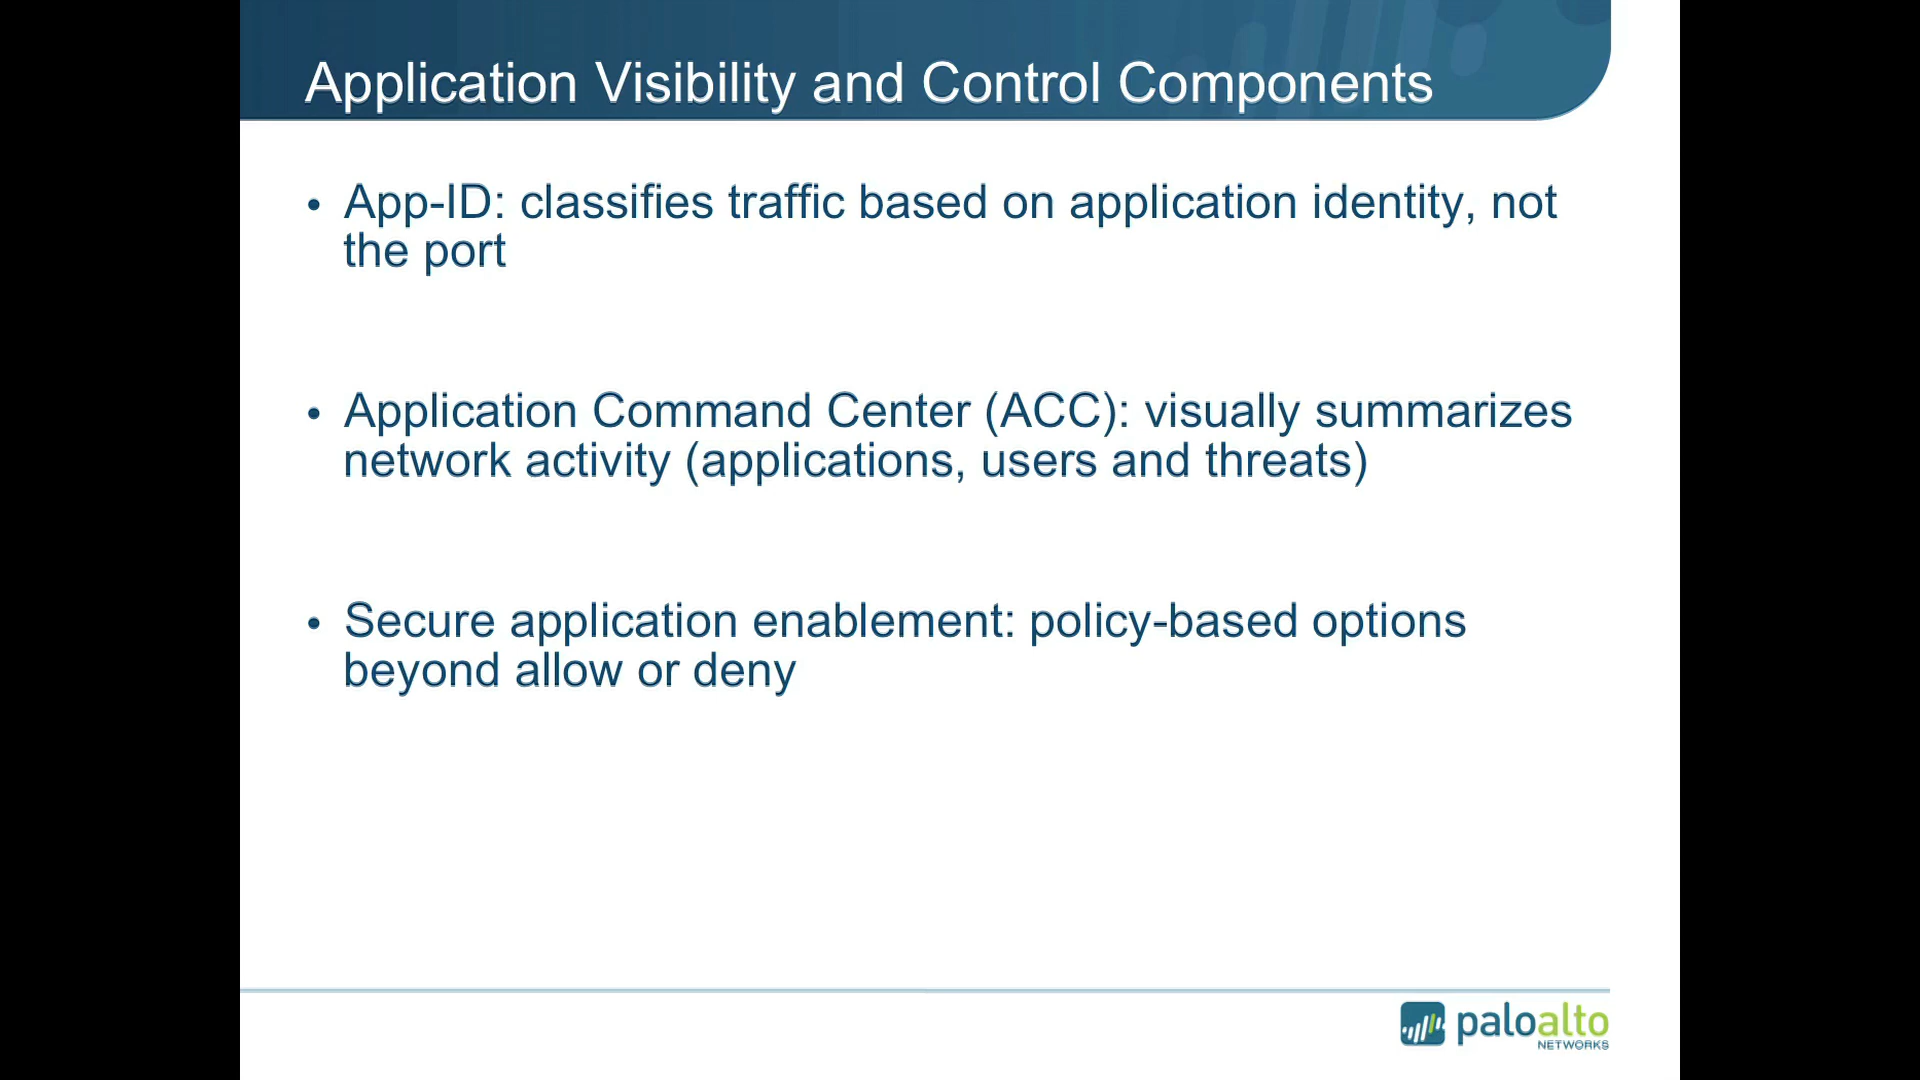 Application Visibility and Control Components
• App-ID: classifies traffic based on application identity, not
the port
• Application Command Center (ACC): visually summarizes
network activity (applications, users and threats)
• Secure application enablement: policy-based options
beyond allow or deny
paloalto
NETWORKS